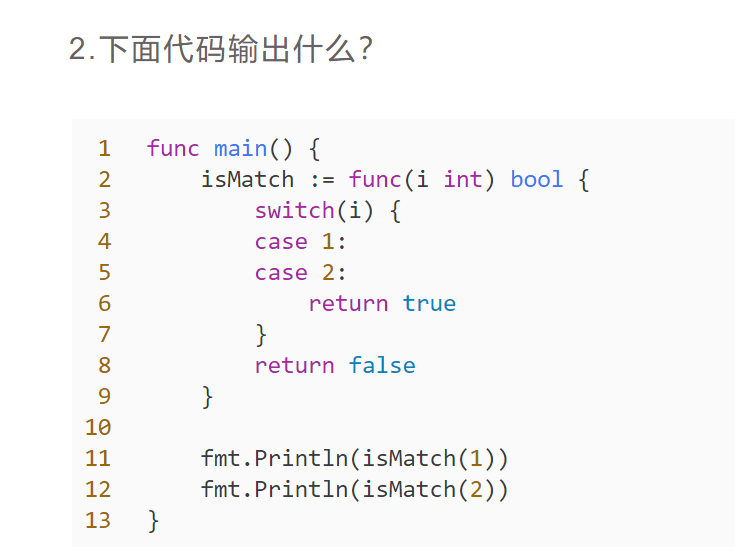 2.下面代码输出什么？
1 func main() {
2     isMatch := func(i int) bool {
3         switch(i) {
4         case 1:
5         case 2:
6             return true
7         }
8         return false
9     }
10
11     fmt.Println(isMatch(1))
12     fmt.Println(isMatch(2))
13 }